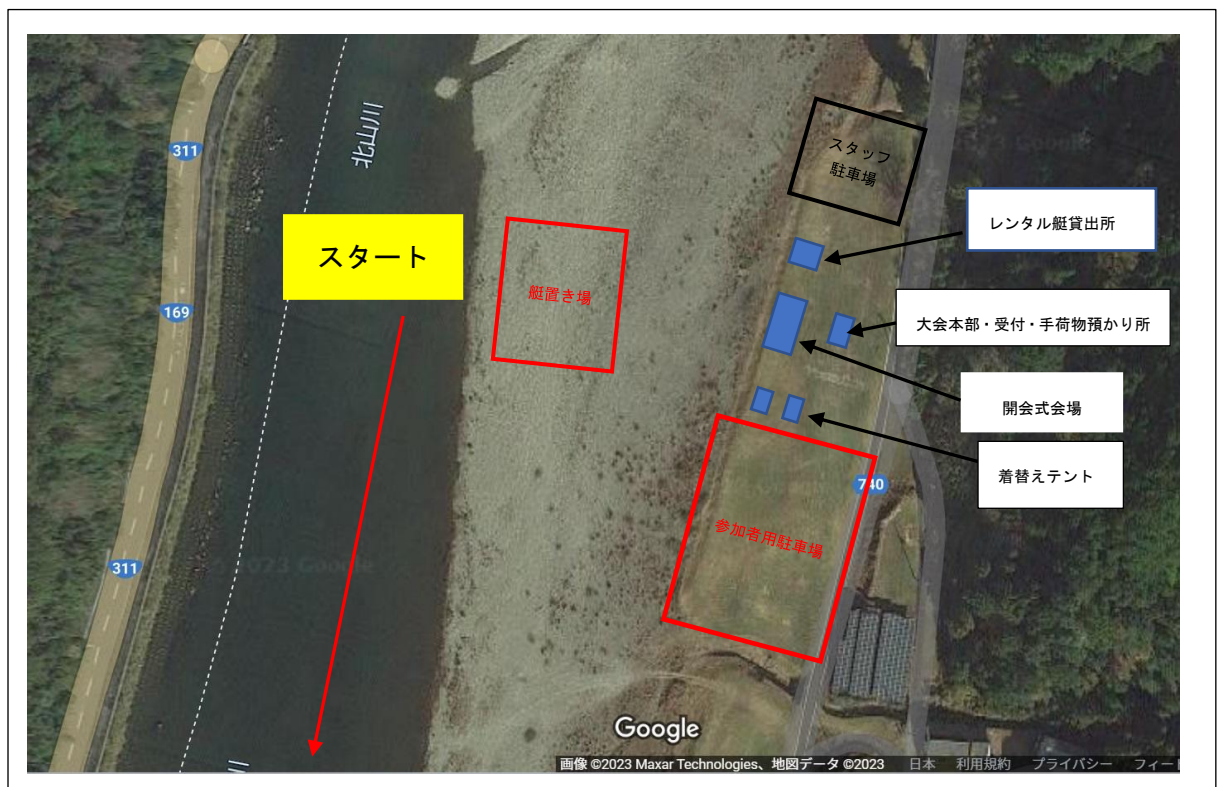 311
北山川
スタッフ
駐車場
レンタル艇貸出所
スタート
艇置き場
169
大会本部・受付・手荷物預かり所
開会式会場
着替えテント
740
参加者用駐車場
311
©2023 Google
川
Google
画像 ©2023 Maxar Technologies、地図データ ©2023 日本 利用規約 プライバシー フィー